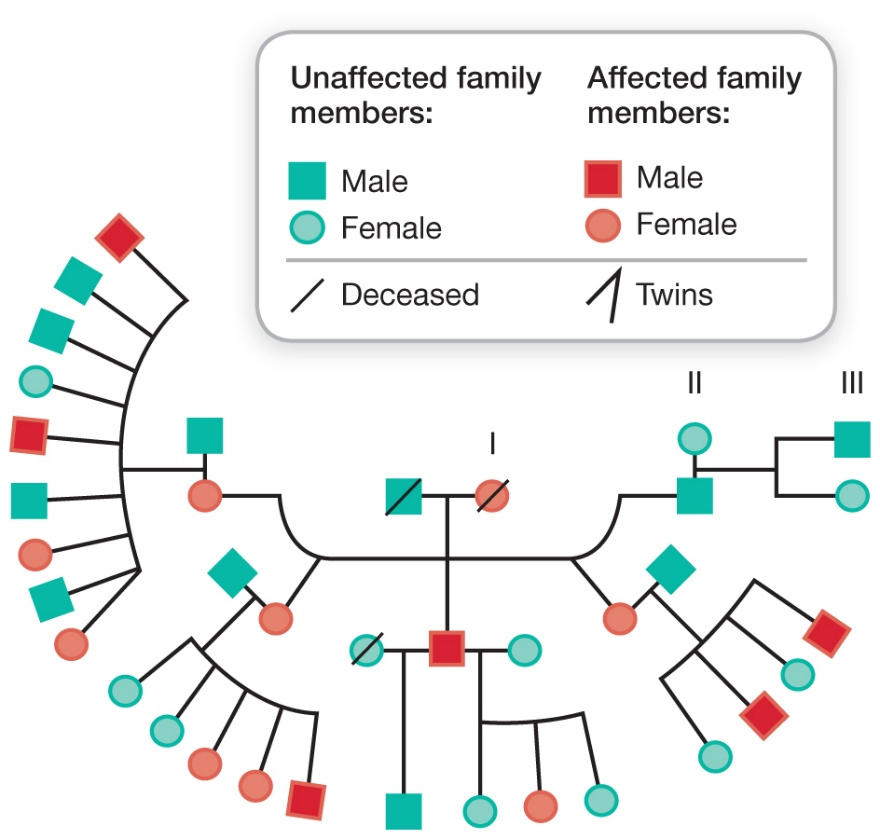 Unaffected family
members:
Affected family
members:
Male
Male
Female
Female
Deceased
Twins
I
II
III